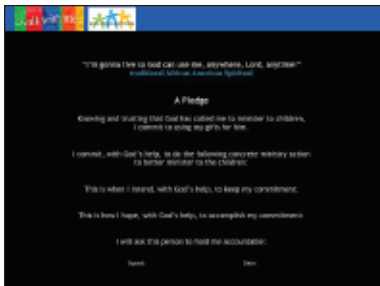 Walk with Me
"I'm gonna live so God can use me, anywhere, Lord, anytime!"
traditional African American Spiritual
A Pledge
Knowing and trusting that God has called me to minister to children,
I commit to using my gifts for him.
I commit, with God's help, to do the following concrete ministry action
to better minister to the children:
This is when I intend, with God's help, to keep my commitment:
This is how I hope, with God's help, to accomplish my commitment:
I will ask this person to hold me accountable:
Signed: Date: